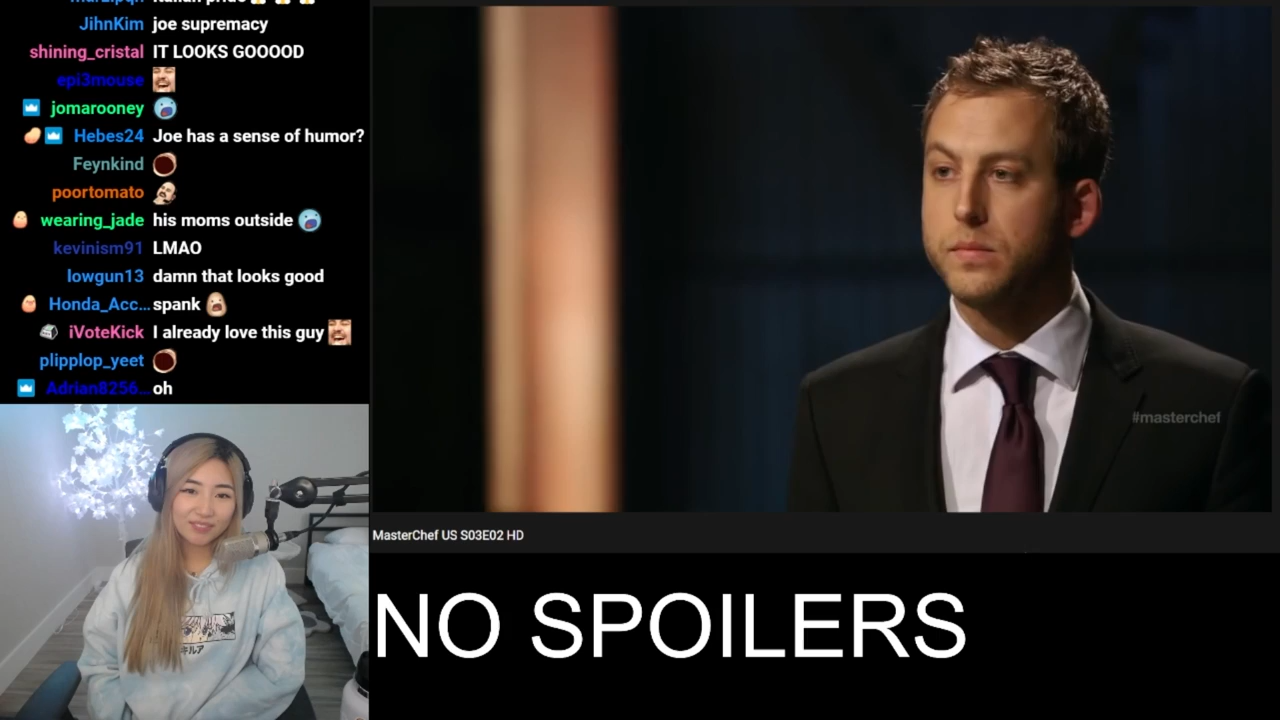 JihnKim joe supremacy
shining_cristal IT LOOKS GOOOOD
epi3mouse
jomarooney
Hebes24 Joe has a sense of humor?
Feynkind
poortomato
wearing_jade his moms outside
kevinism91 LMAO
lowgun13 damn that looks good
Honda_Acc... spank
iVoteKick I already love this guy
plipplop_yeet
Adrian8256... oh
#masterchef
MasterChef US S03E02 HD
NO SPOILERS